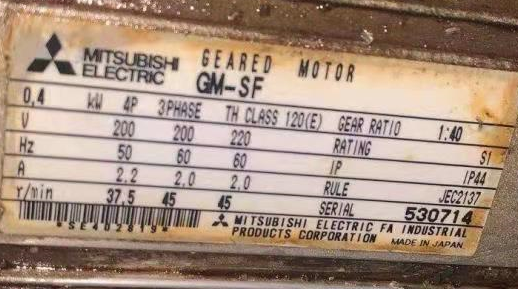 MITSUBISHI ELECTRIC GEARED MOTOR
GM-SF
0,4 kW 4P 3PHASE TH CLASS 120(E) GEAR RATIO 1:40
V 200 200 220 RATING S1
Hz 50 60 60 IP IP44
A 2.2 2.0 2.0 RULE JEC2137
r/min 37.5 45 45 SERIAL 530714
*SE402619*
MITSUBISHI ELECTRIC FA INDUSTRIAL
PRODUCTS CORPORATION MADE IN JAPAN